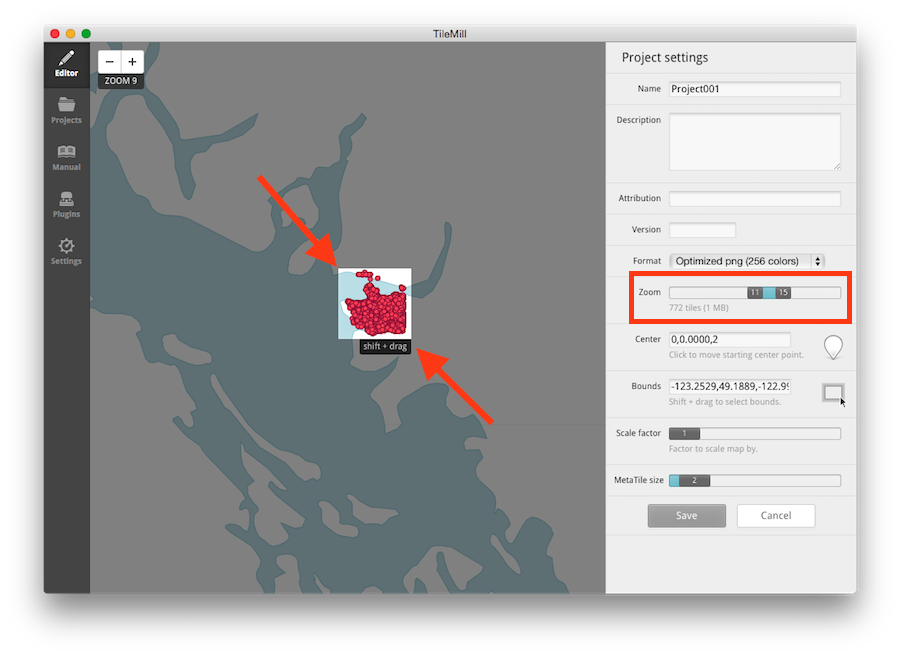 TileMill
Editor
Projects
Manual
Plugins
Settings
− +
ZOOM 9
shift + drag
Project settings
Name Project001
Description
Attribution
Version
Format Optimized png (256 colors)
Zoom 11 15
772 tiles (1 MB)
Center 0,0.0000,2
Click to move starting center point.
Bounds -123.2529,49.1889,-122.99
Shift + drag to select bounds.
Scale factor 1
Factor to scale map by.
MetaTile size 2
Save Cancel